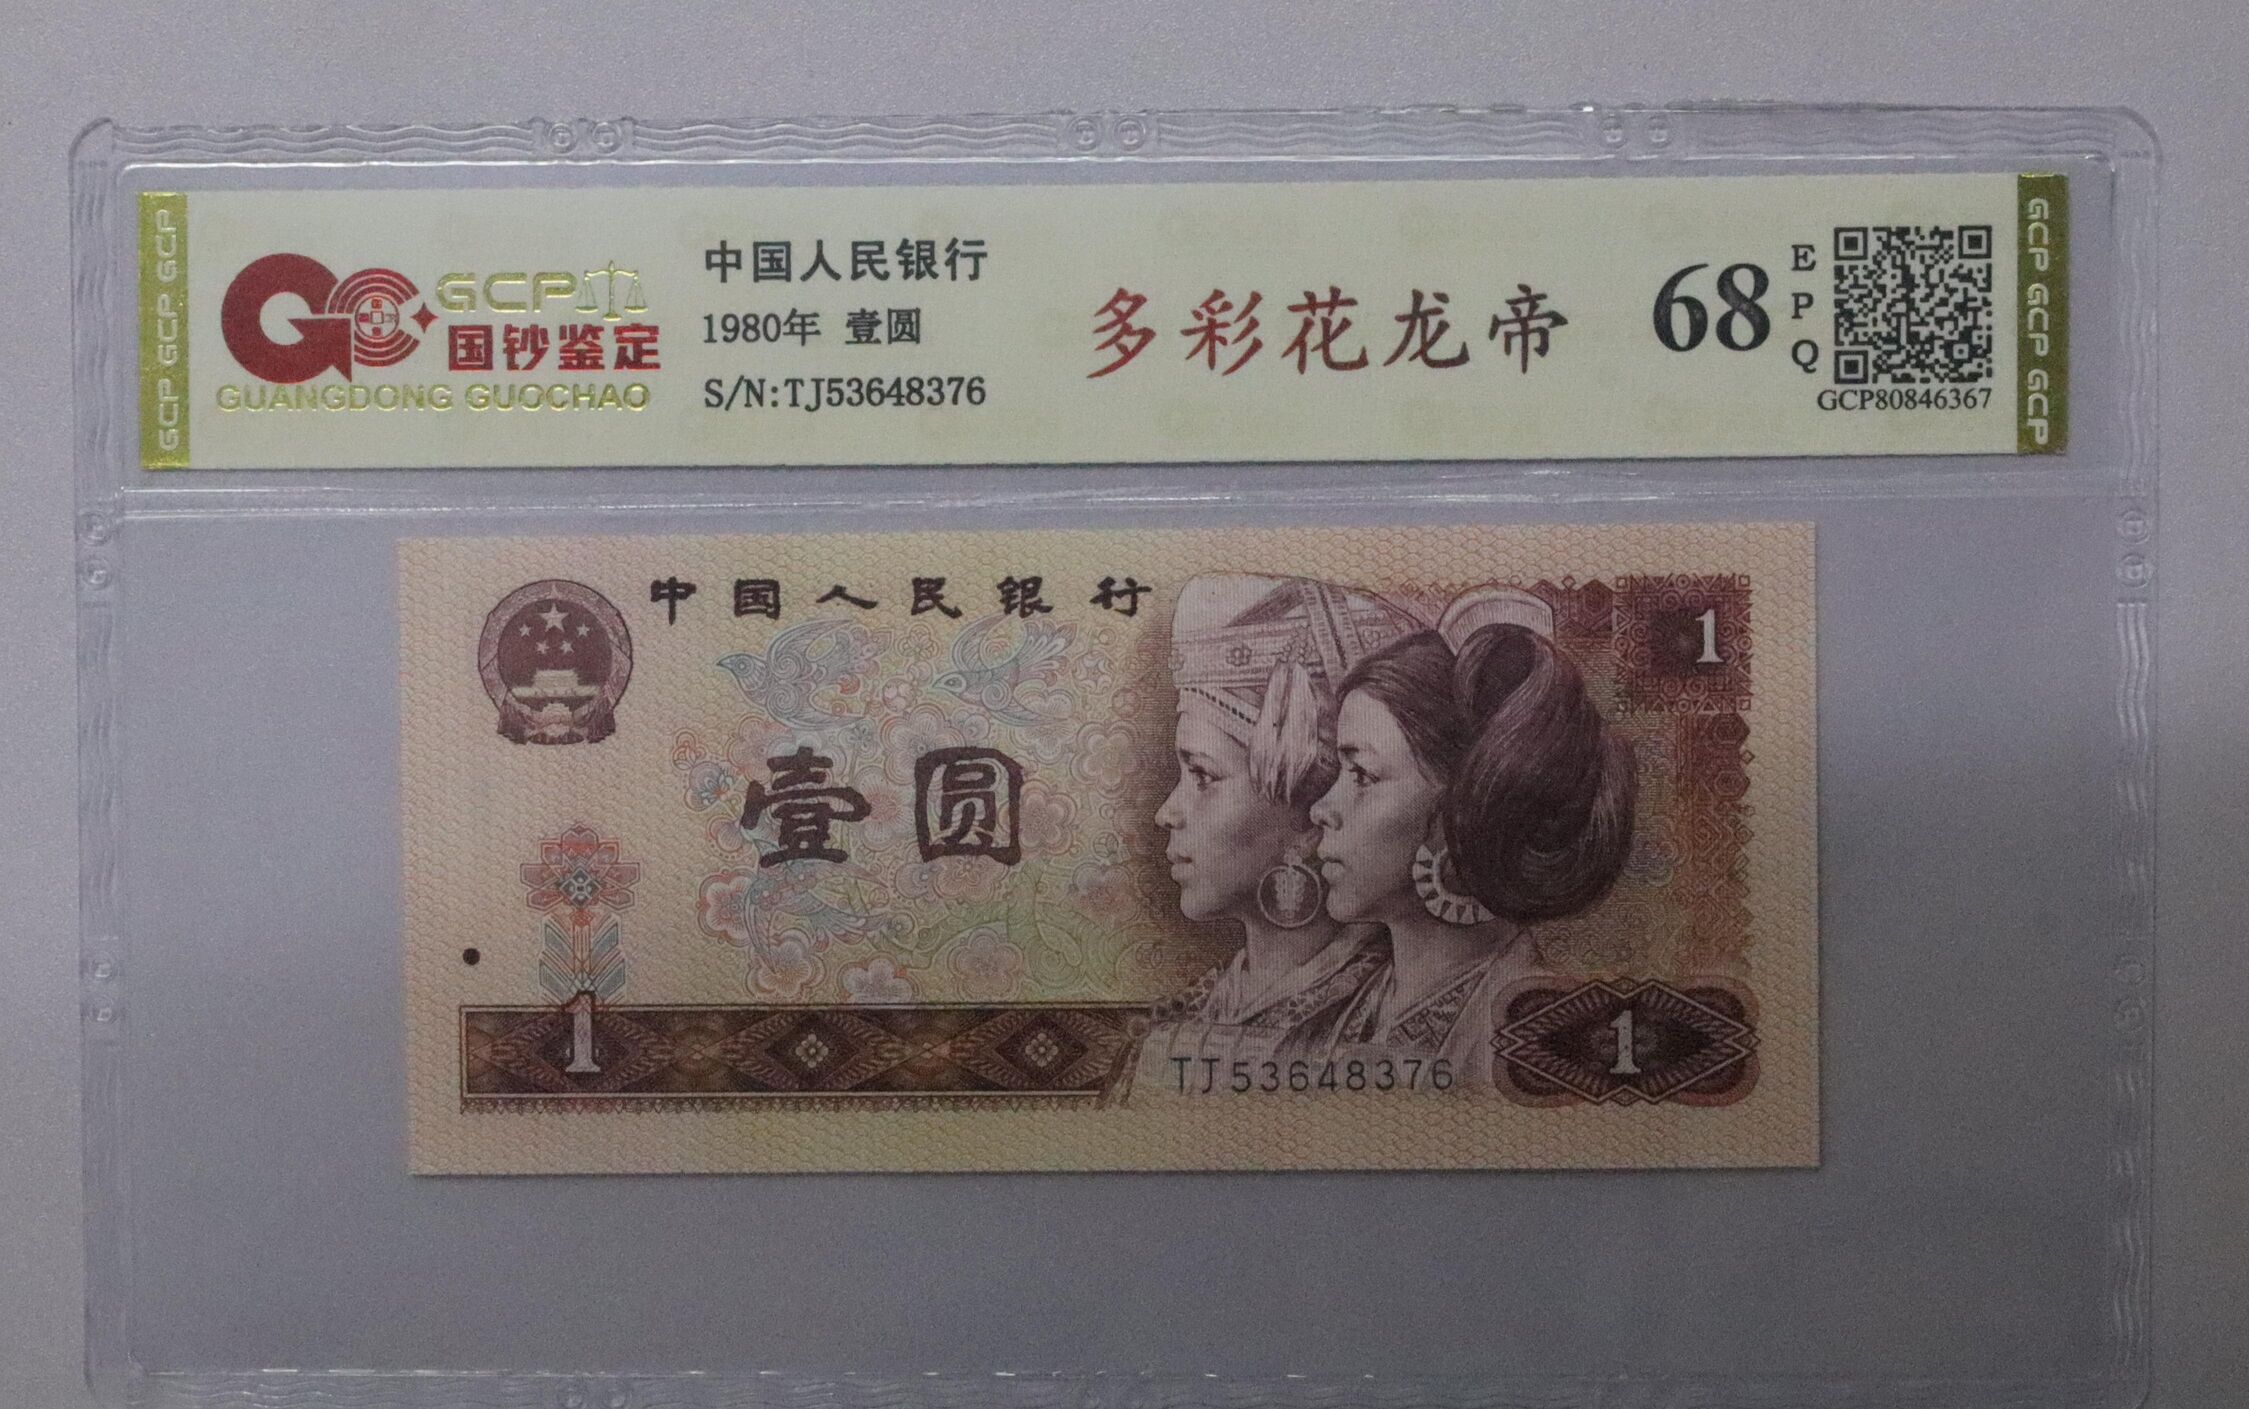 GCP GCP GCP
GCP
国钞鉴定
GUANGDONG GUOCHAO
中国人民银行
1980年 壹圆
S/N:TJ53648376
多彩花龙帝
68
EPQ
GCP80846367
GCP GCP GCP
中国人民银行
1
壹圆
1
TJ53648376
1